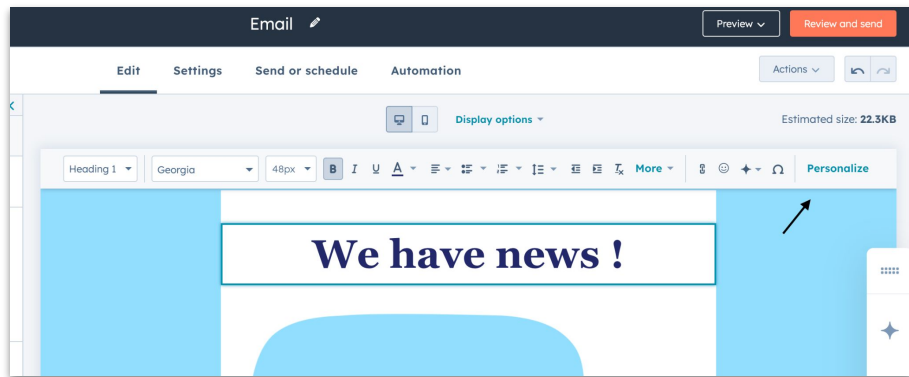 Email
Preview
Review and send
Edit Settings Send or schedule Automation
Actions
Display options
Estimated size: 22.3KB
Heading 1 Georgia 48px B I U A More Ω Personalize
We have news !